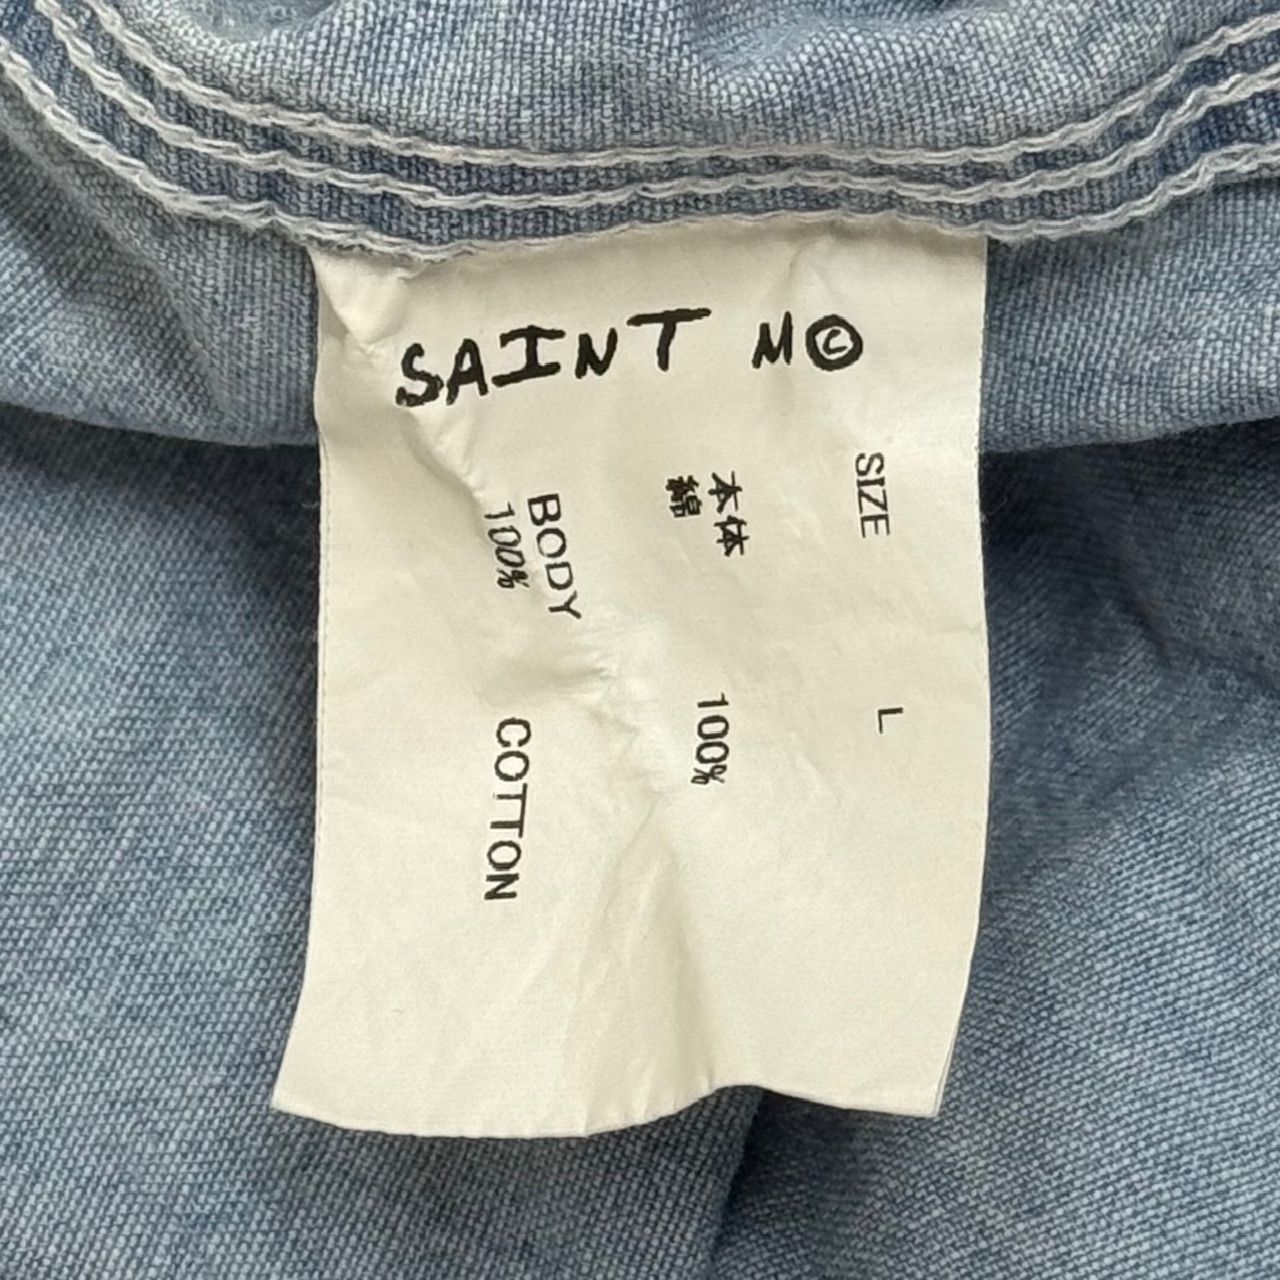 SAINT M©
SIZE L
本体
綿 100%
BODY
100% COTTON